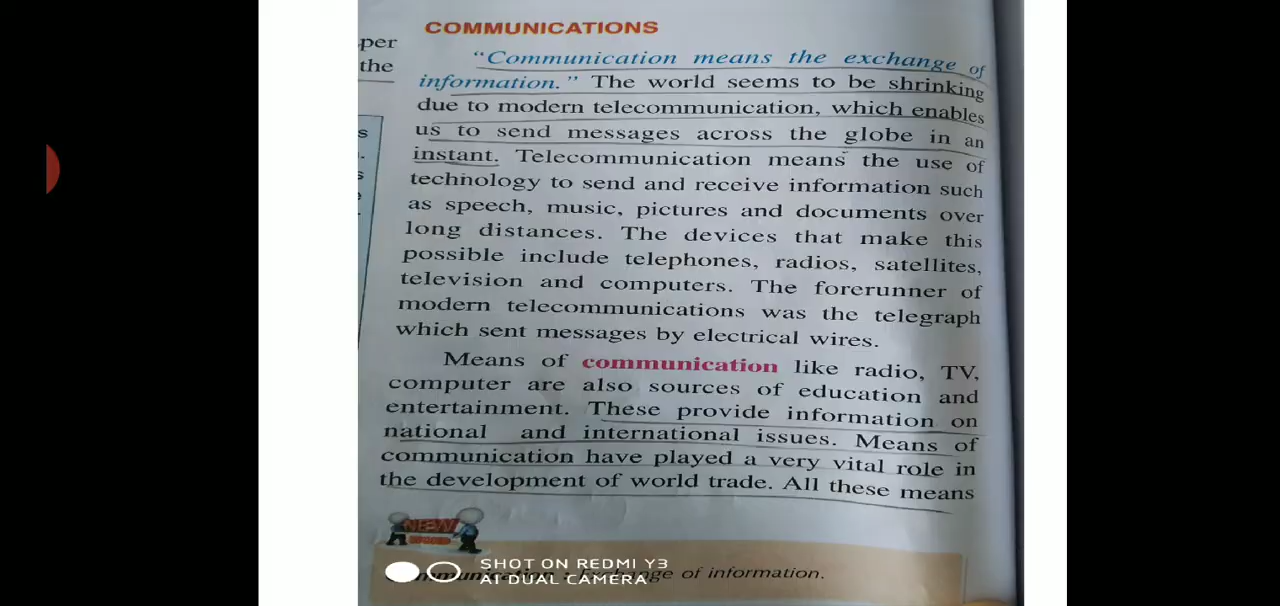 COMMUNICATIONS
per
the
"Communication means the exchange of
information." The world seems to be shrinking
due to modern telecommunication, which enables
us to send messages across the globe in an
instant. Telecommunication means the use of
technology to send and receive information such
as speech, music, pictures and documents over
long distances. The devices that make this
possible include telephones, radios, satellites,
television and computers. The forerunner of
modern telecommunications was the telegraph
which sent messages by electrical wires.
Means of communication like radio, TV,
computer are also sources of education and
entertainment. These provide information on
national and international issues. Means of
communication have played a very vital role in
the development of world trade. All these means
NEW
WORD
SHOT ON REDMI Y3
AI DUAL CAMERA
of information.